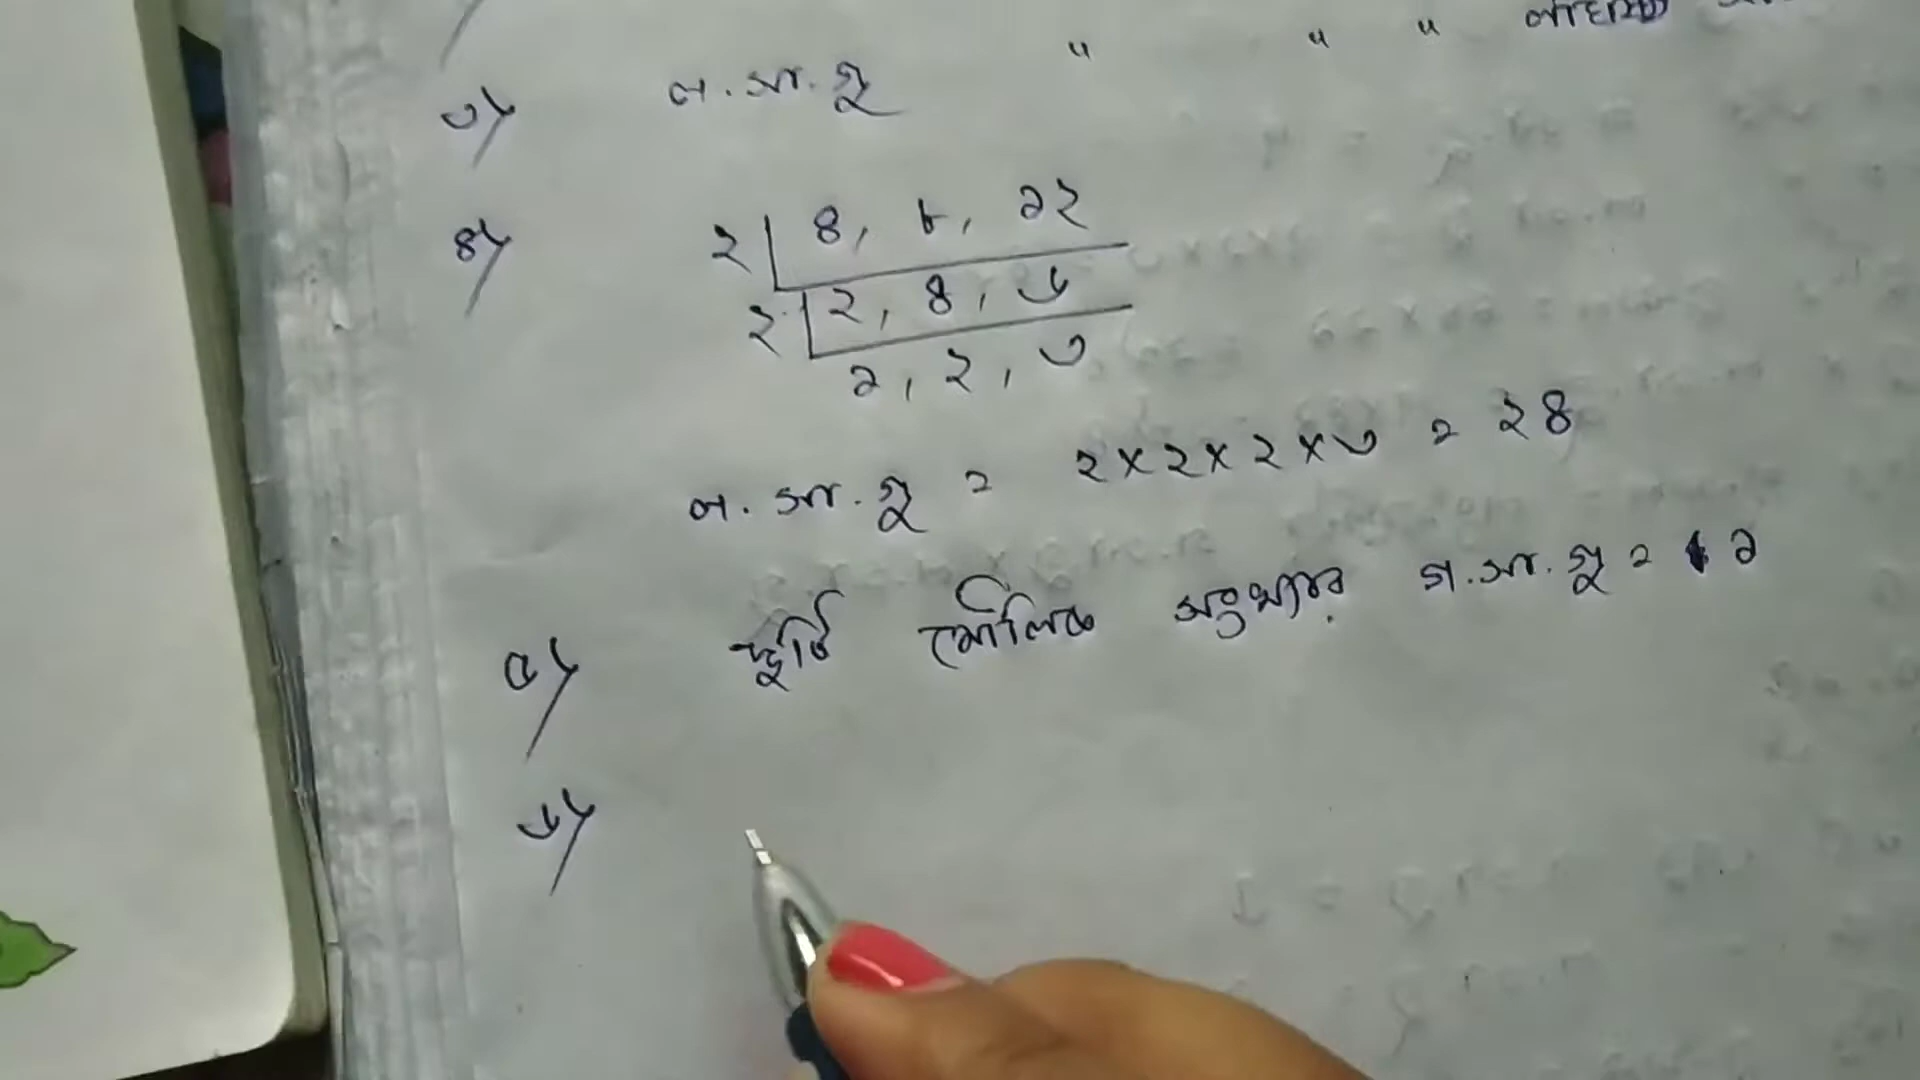 ৩) ল.সা.গু " " "
৪) ২ | ৪, ৮, ১২
২ | ২, ৪, ৬
১, ২, ৩
ল.সা.গু = ২×২×২×৩ = ২৪
৫) দুটি মৌলিক সংখ্যার গ.সা.গু = ১
৬)